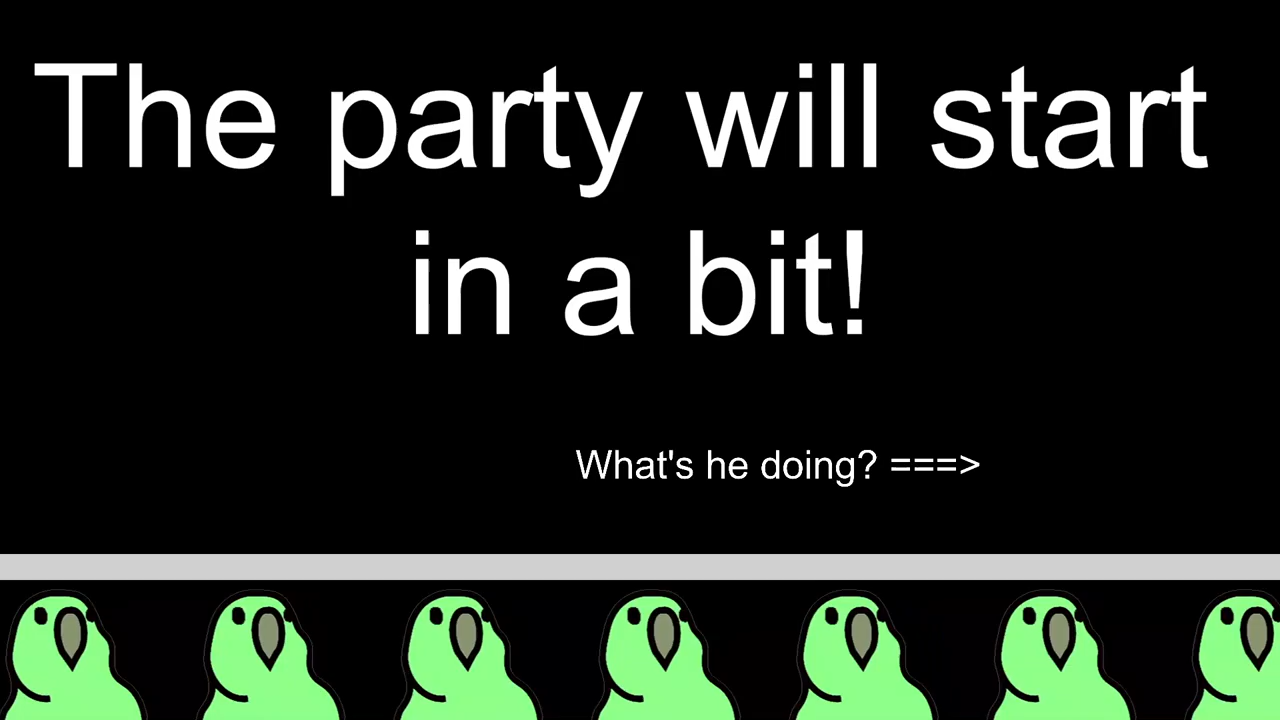 The party will start
in a bit!
What's he doing? ===>